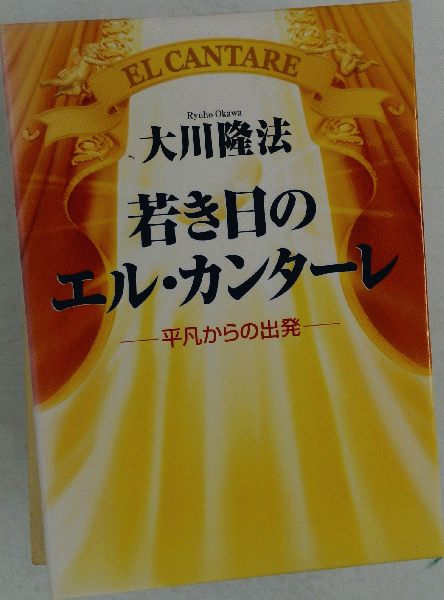 EL CANTARE
Ryuho Okawa
大川隆法
若き日の
エル・カンターレ
——平凡からの出発——